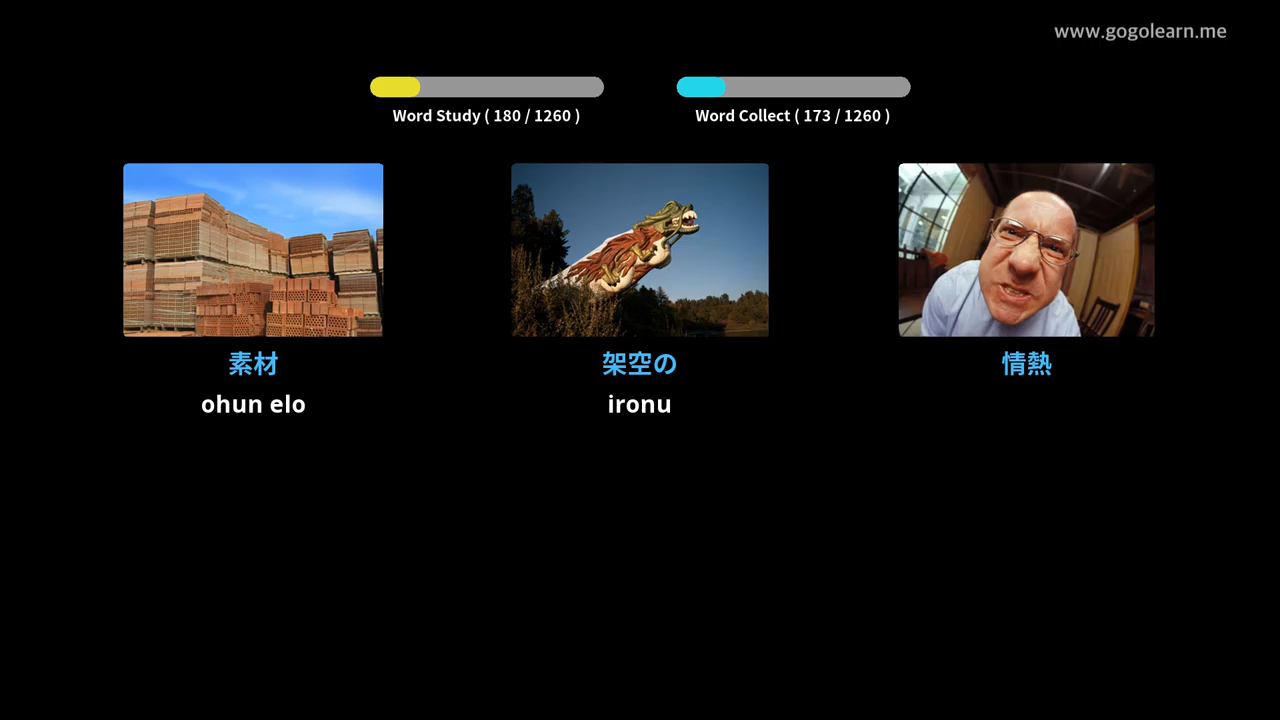 www.gogolearn.me
Word Study ( 180 / 1260 )
Word Collect ( 173 / 1260 )
素材
ohun elo
架空の
ironu
情熱